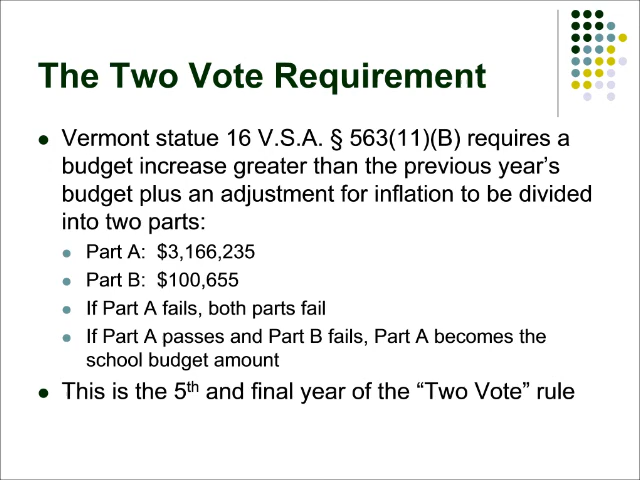 The Two Vote Requirement
Vermont statue 16 V.S.A. § 563(11)(B) requires a
budget increase greater than the previous year's
budget plus an adjustment for inflation to be divided
into two parts:
Part A: $3,166,235
Part B: $100,655
If Part A fails, both parts fail
If Part A passes and Part B fails, Part A becomes the
school budget amount
This is the 5th and final year of the “Two Vote” rule